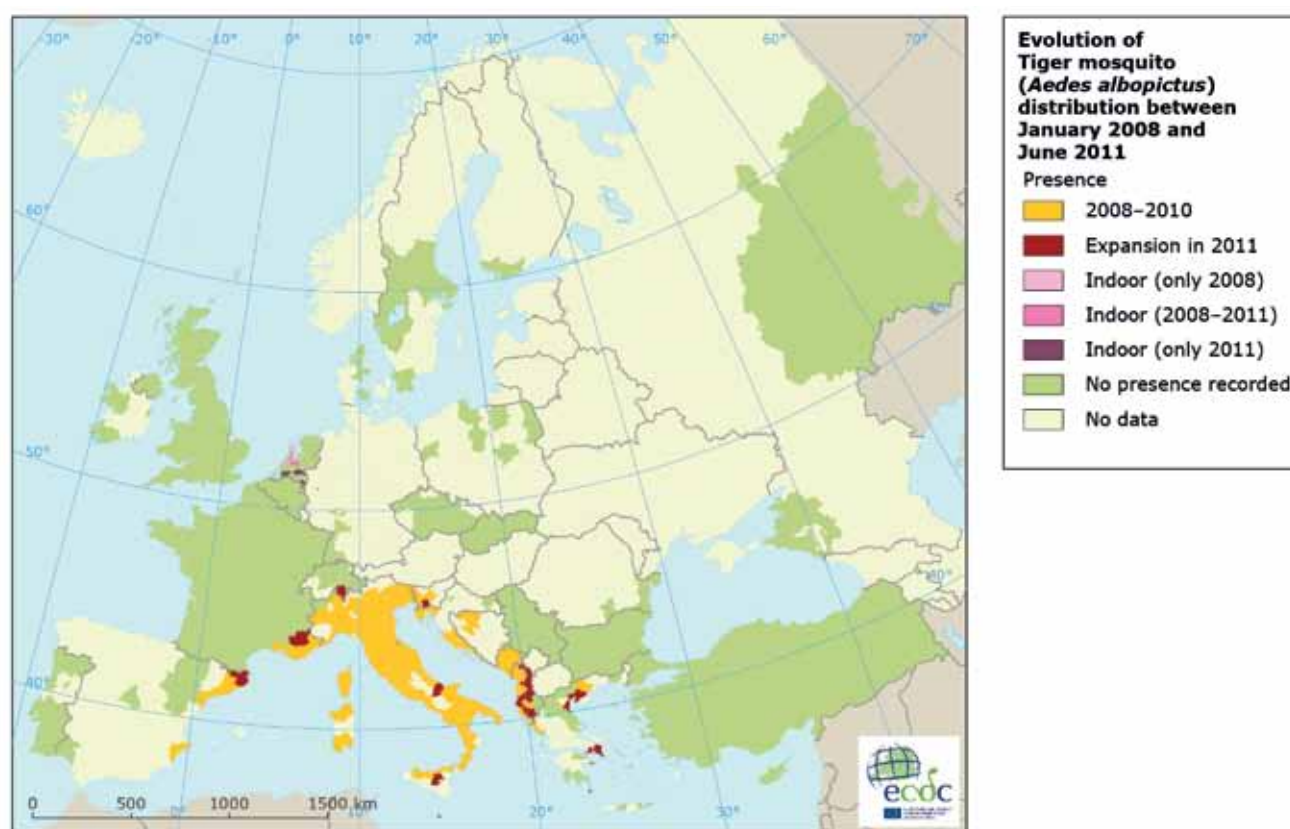 -30°
-20°
-10°
0°
10°
20°
30°
40°
50°
60°
70°
60°
50°
40°
40°
0
500
1000
1500 km
20°
30°
ecdc
Evolution of
Tiger mosquito
(Aedes albopictus)
distribution between
January 2008 and
June 2011
Presence
2008–2010
Expansion in 2011
Indoor (only 2008)
Indoor (2008–2011)
Indoor (only 2011)
No presence recorded
No data